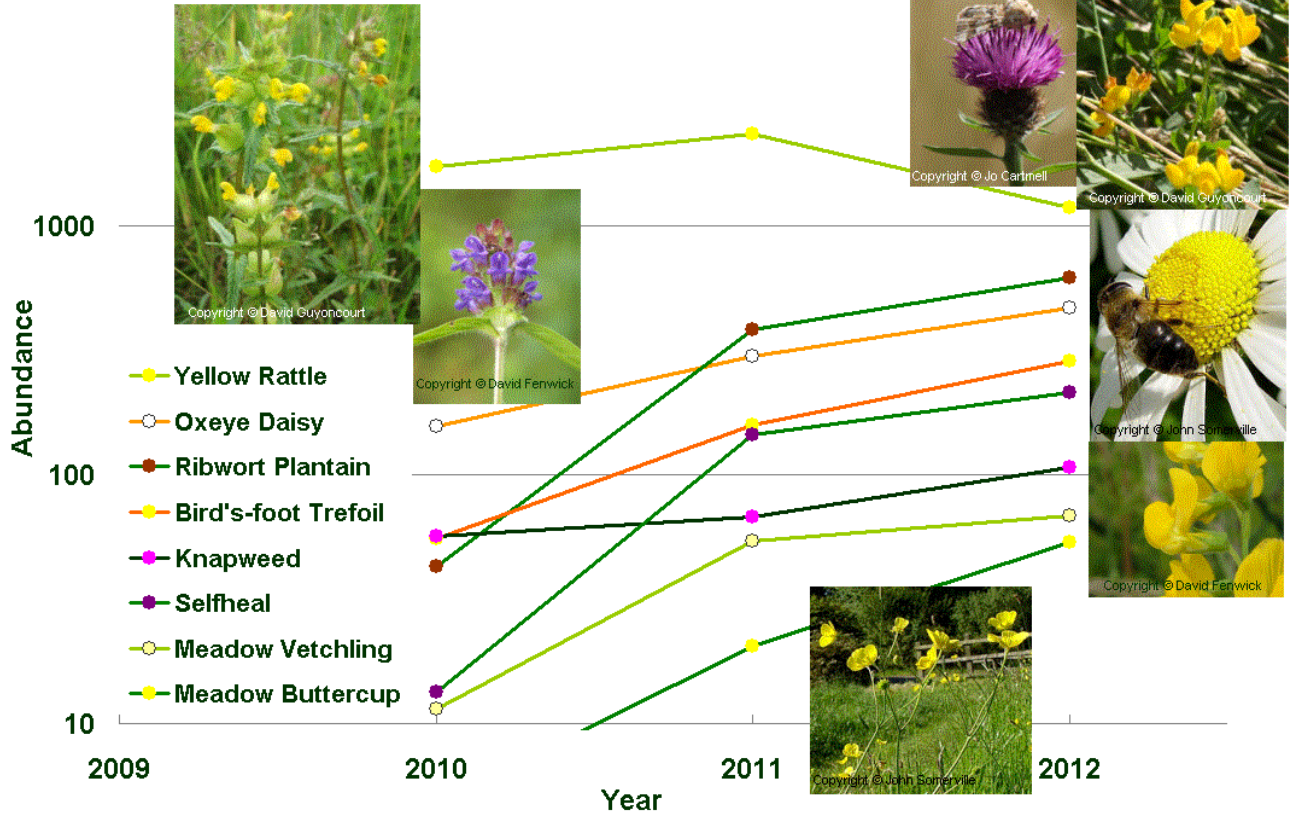 Copyright © Jo Cartmell
Copyright © David Guyoncourt
1000
Copyright © David Guyoncourt
Abundance
Yellow Rattle
Copyright © David Fenwick
Oxeye Daisy
Copyright © John Somerville
Ribwort Plantain
100
Bird's-foot Trefoil
Knapweed
Copyright © David Fenwick
Selfheal
Meadow Vetchling
Meadow Buttercup
10
2009
2010
2011
2012
Copyright © John Somerville
Year